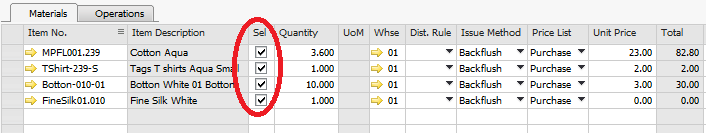 Materials Operations
Item No. Item Description Sel Quantity UoM Whse Dist. Rule Issue Method Price List Unit Price Total
MPFL001.239 Cotton Aqua 3.600 01 Backflush Purchase 23.00 82.80
TShirt-239-S Tags T shirts Aqua Smal 1.000 01 Backflush Purchase 2.00 2.00
Botton-010-01 Botton White 01 Botton 10.000 01 Backflush Purchase 3.00 30.00
FineSilk01.010 Fine Silk White 1.000 01 Backflush Purchase 0.00 0.00